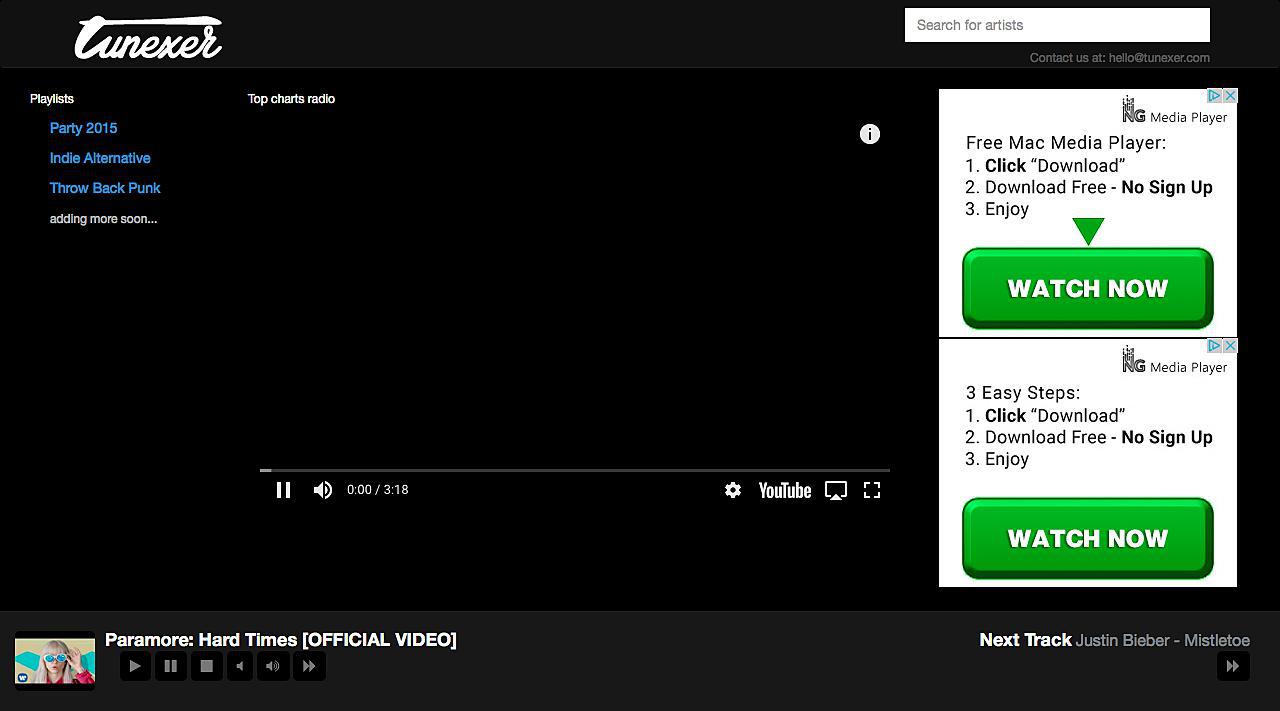 tunexer
Search for artists
Contact us at: hello@tunexer.com
Playlists
Party 2015
Indie Alternative
Throw Back Punk
adding more soon...
Top charts radio
i
NG Media Player
Free Mac Media Player:
1. Click “Download”
2. Download Free - No Sign Up
3. Enjoy
WATCH NOW
NG Media Player
3 Easy Steps:
1. Click “Download”
2. Download Free - No Sign Up
3. Enjoy
WATCH NOW
0:00 / 3:18
YouTube
Paramore: Hard Times [OFFICIAL VIDEO]
Next Track Justin Bieber - Mistletoe